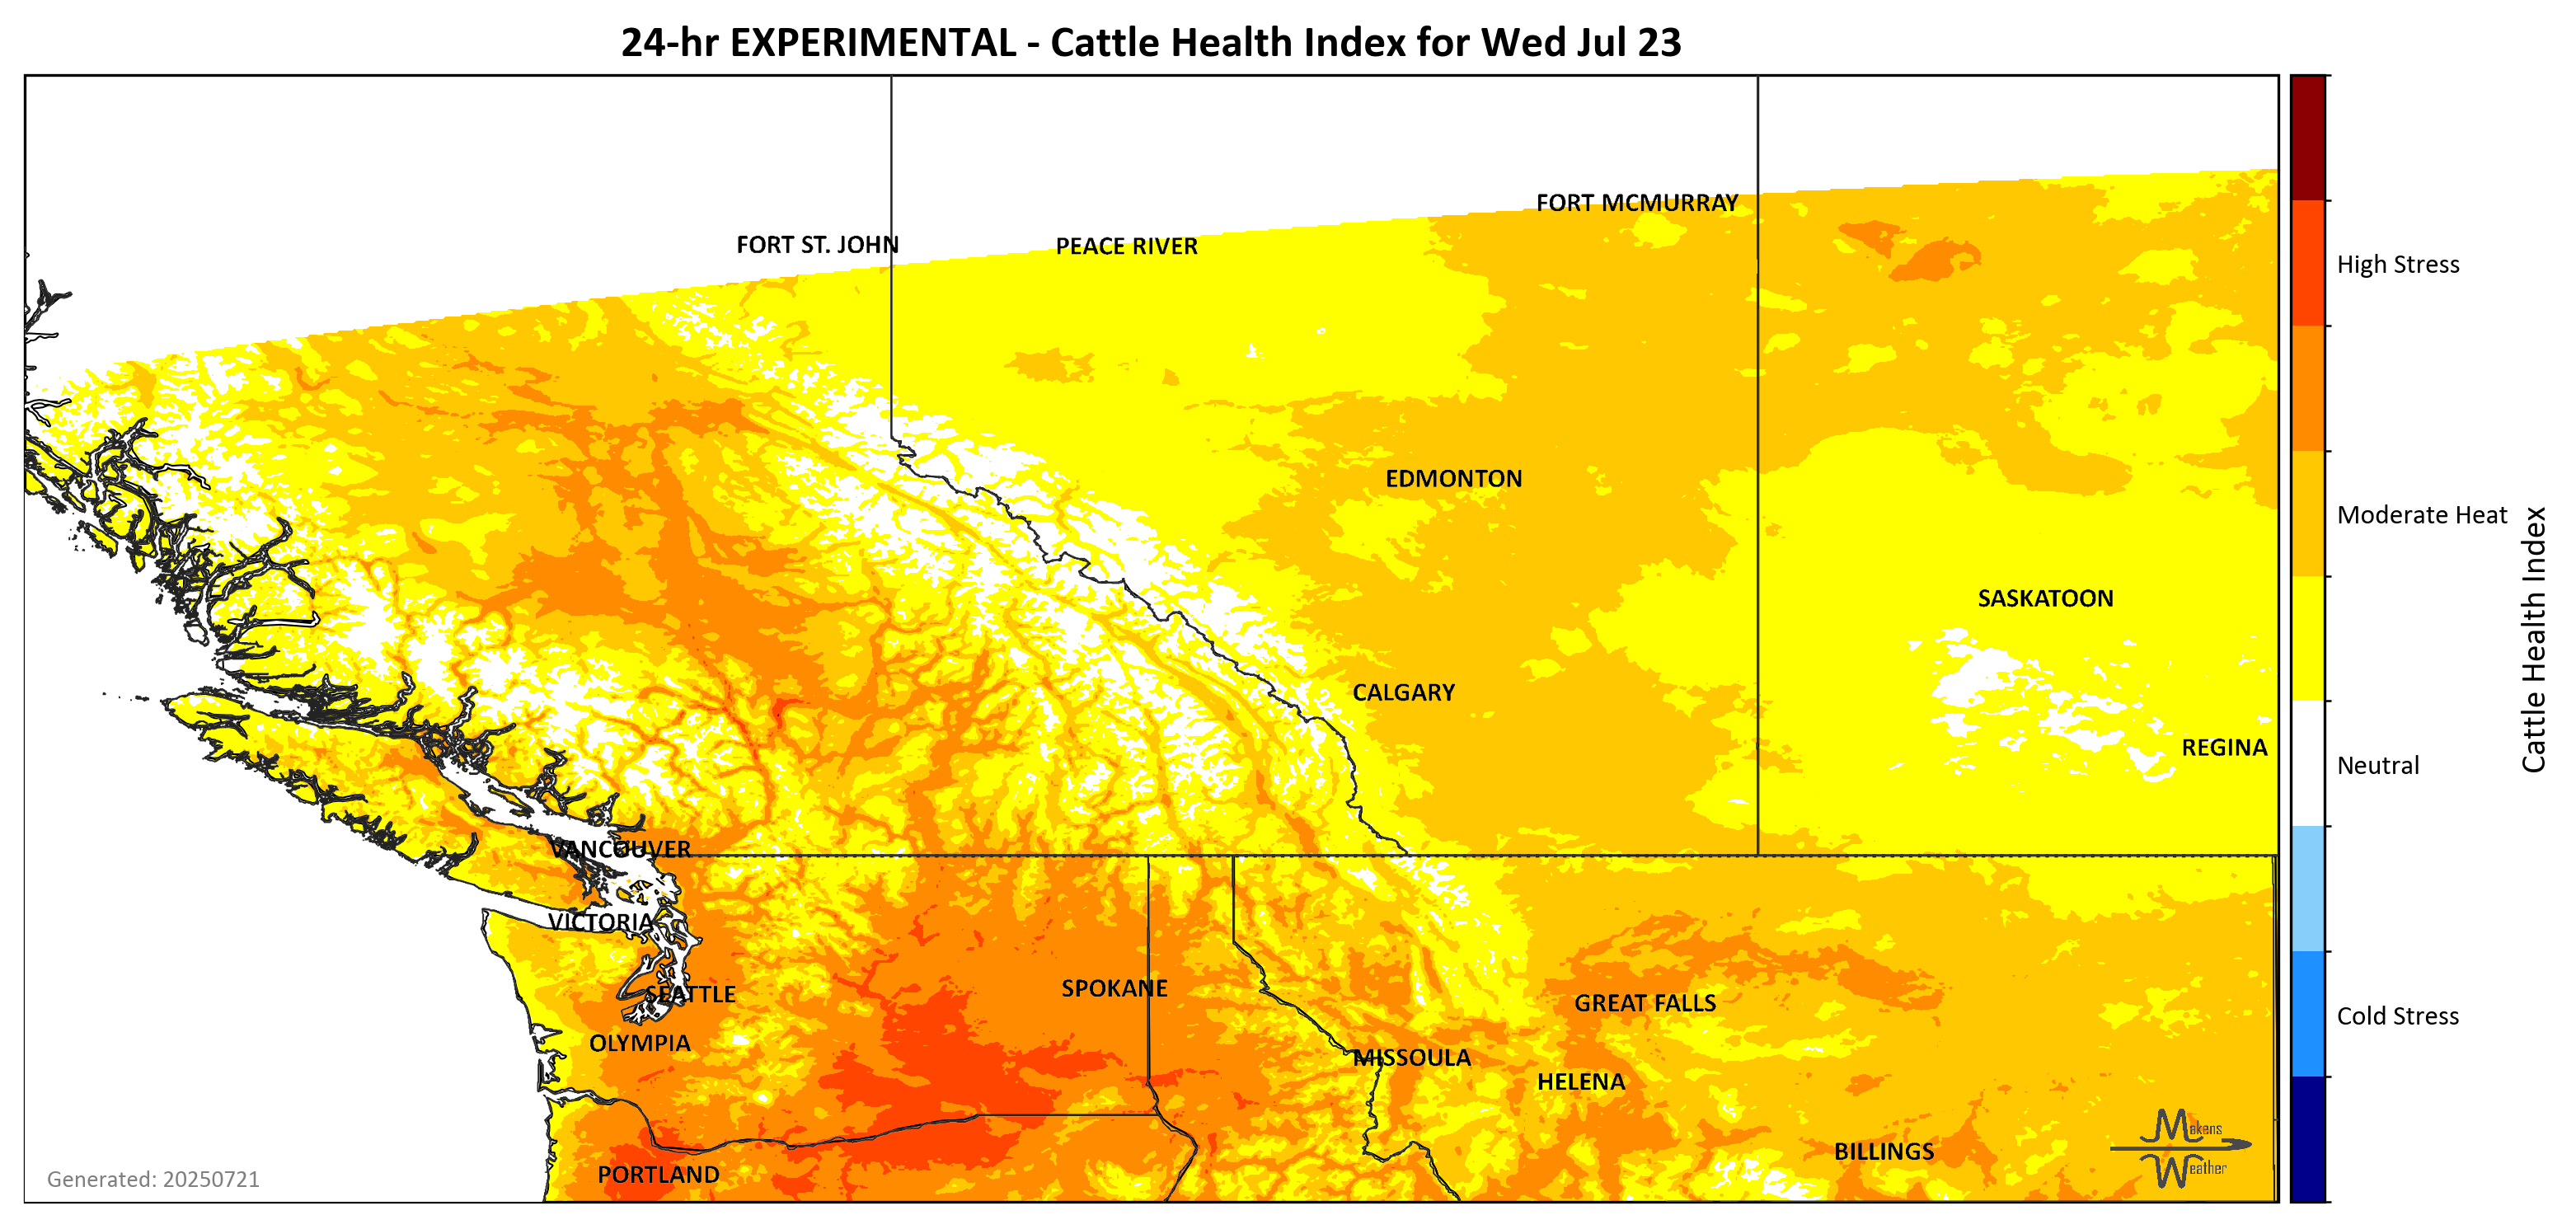 24-hr EXPERIMENTAL - Cattle Health Index for Wed Jul 23
FORT MCMURRAY
FORT ST. JOHN
PEACE RIVER
High Stress
EDMONTON
Moderate Heat
SASKATOON
CALGARY
Cattle Health Index
REGINA
Neutral
VANCOUVER
VICTORIA
SEATTLE
SPOKANE
GREAT FALLS
Cold Stress
OLYMPIA
MISSOULA
HELENA
Makens
BILLINGS
Weather
PORTLAND
Generated: 20250721